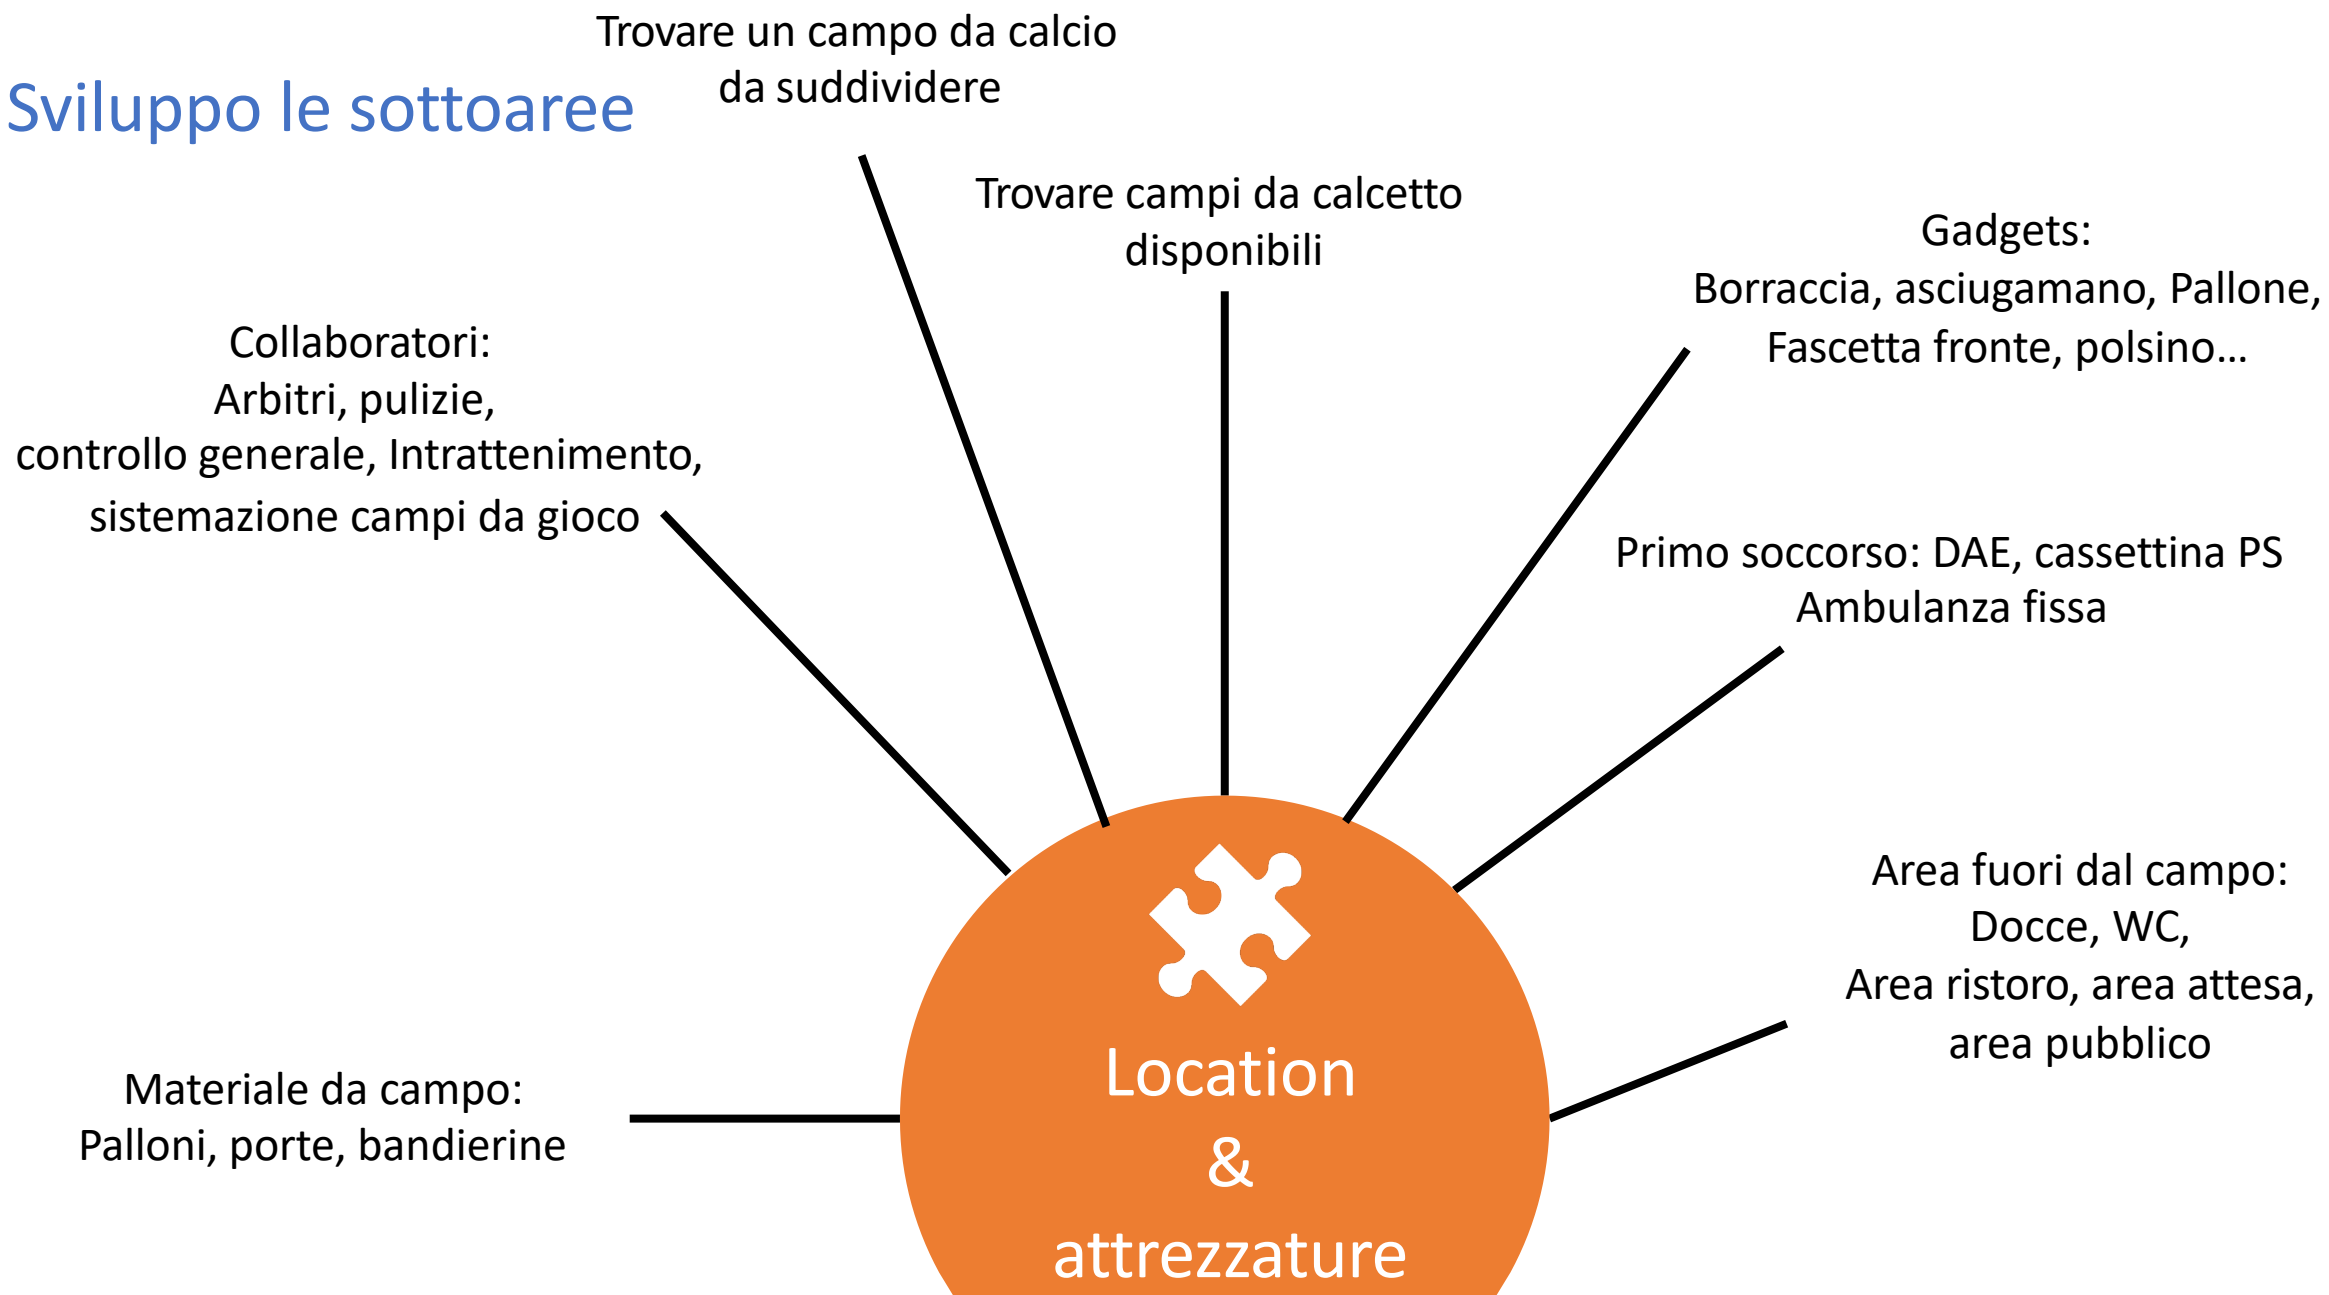 Sviluppo le sottoaree
Trovare un campo da calcio
da suddividere
Trovare campi da calcetto
disponibili
Gadgets:
Borraccia, asciugamano, Pallone,
Fascetta fronte, polsino...
Collaboratori:
Arbitri, pulizie,
controllo generale, Intrattenimento,
sistemazione campi da gioco
Primo soccorso: DAE, cassettina PS
Ambulanza fissa
Area fuori dal campo:
Docce, WC,
Area ristoro, area attesa,
area pubblico
Materiale da campo:
Palloni, porte, bandierine
Location
&
attrezzature